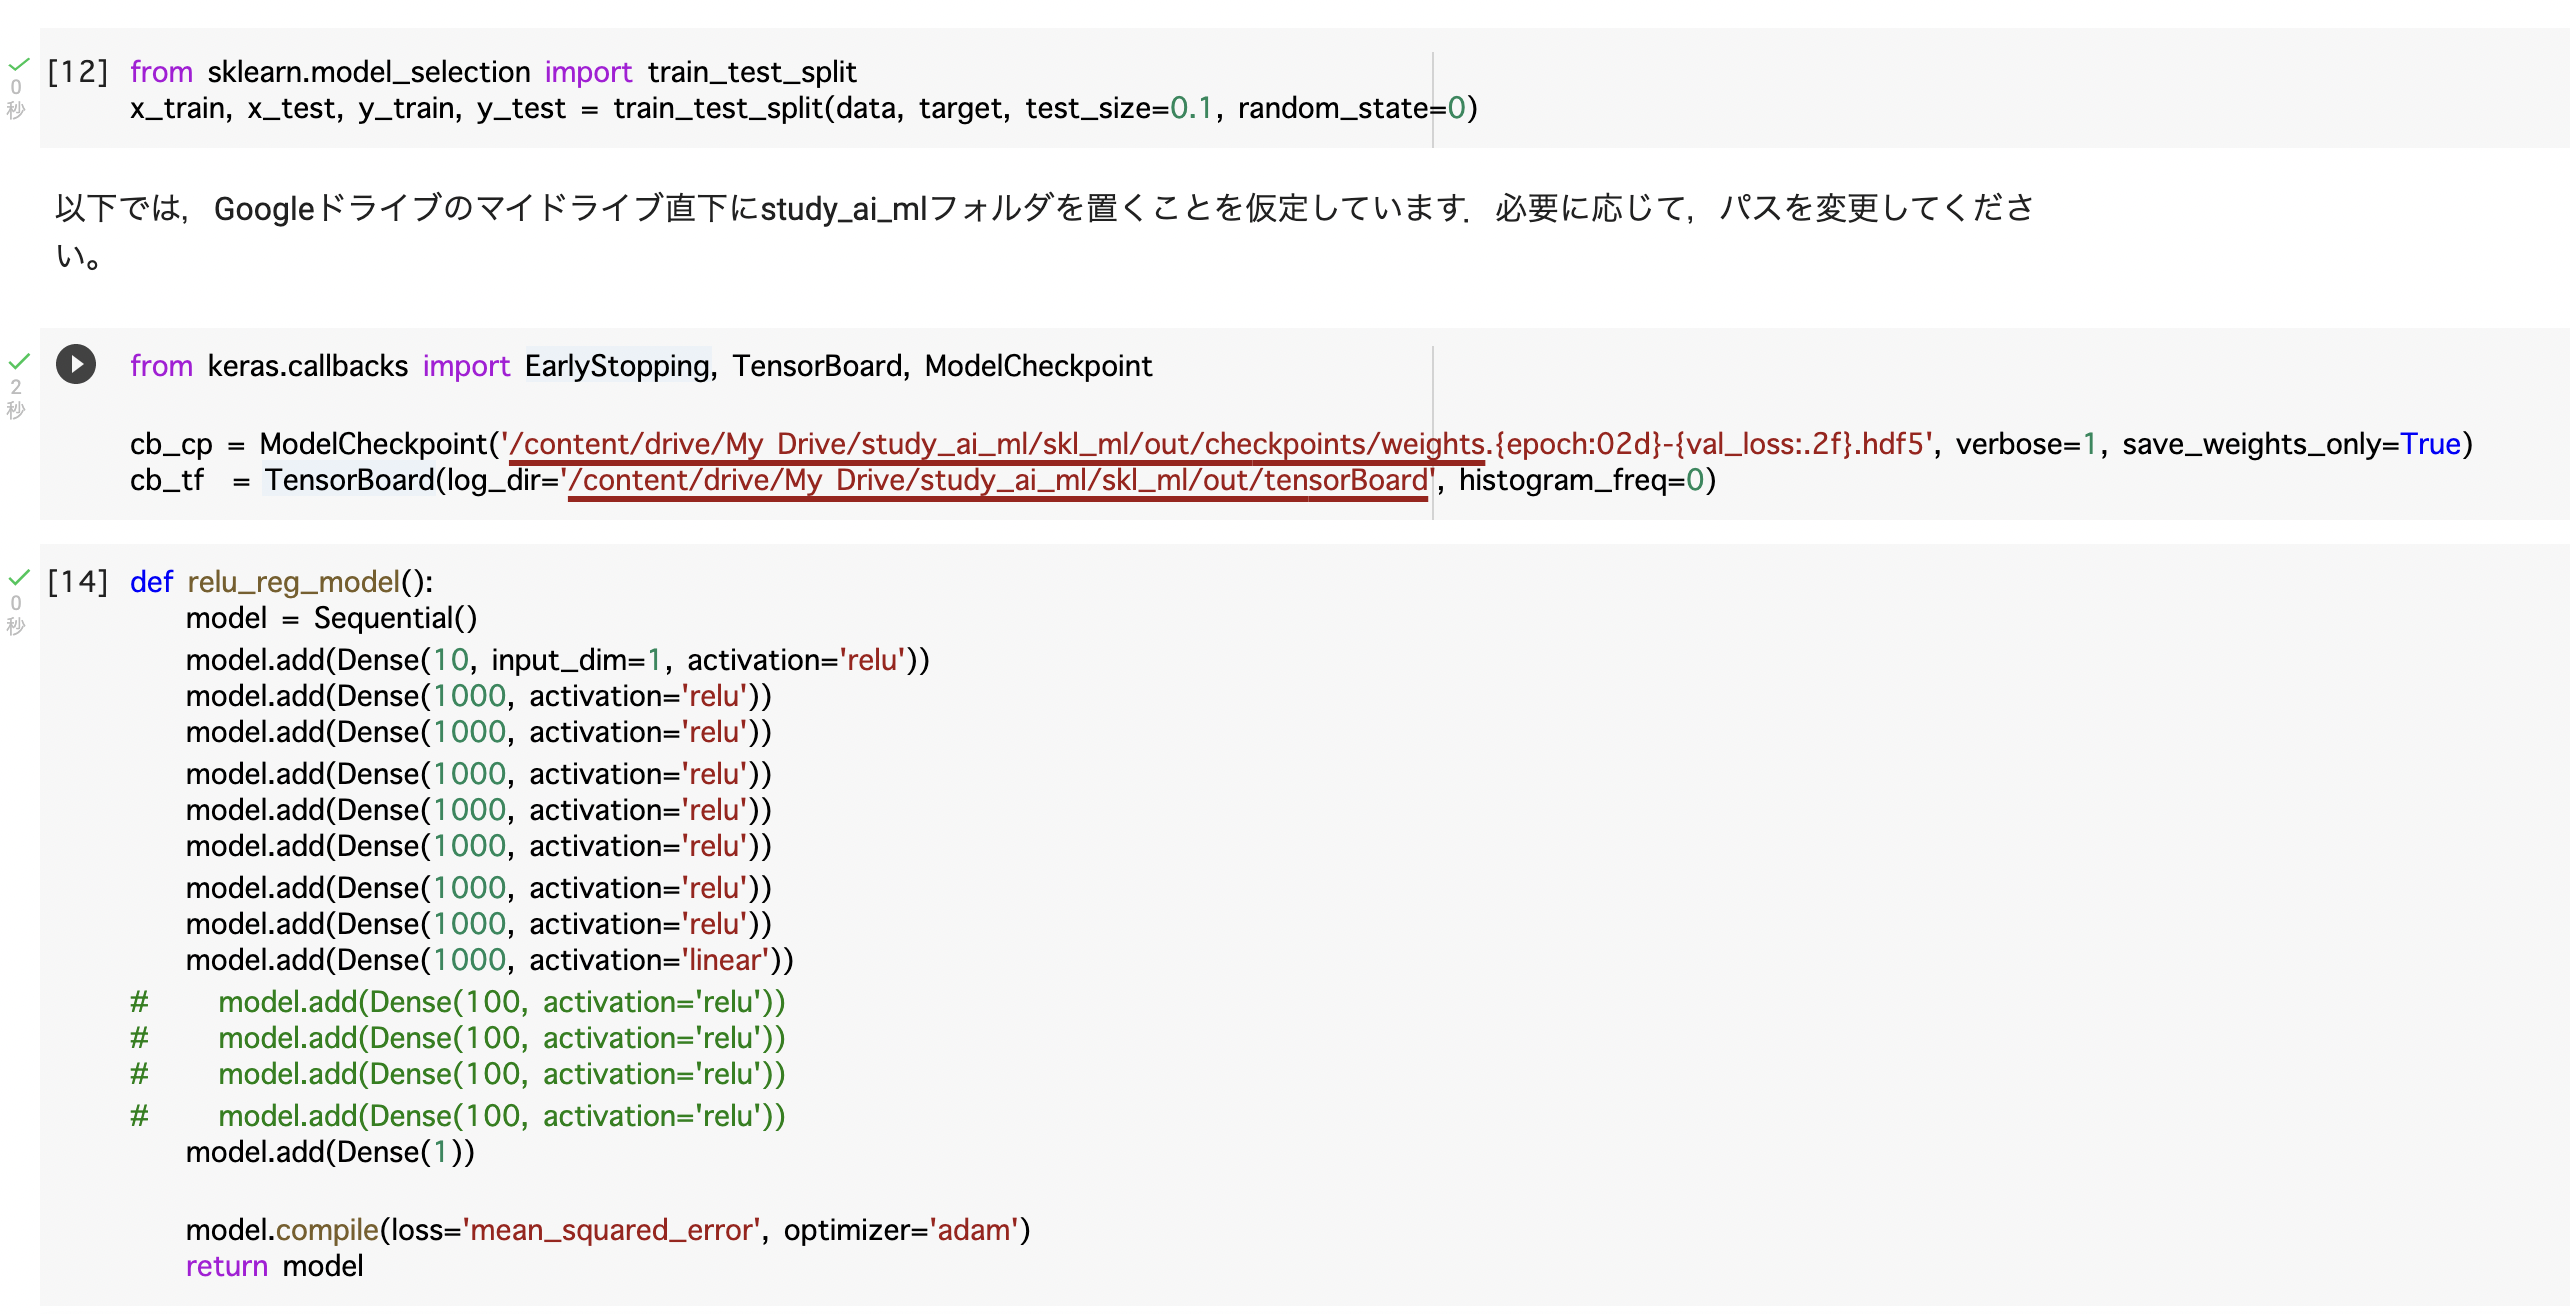 [12] from sklearn.model_selection import train_test_split
x_train, x_test, y_train, y_test = train_test_split(data, target, test_size=0.1, random_state=0)
0
秒
以下では，Googleドライブのマイドライブ直下にstudy_ai_mlフォルダを置くことを仮定しています．必要に応じて，パスを変更してくださ
い。
from keras.callbacks import EarlyStopping, TensorBoard, ModelCheckpoint
2
秒
cb_cp = ModelCheckpoint('/content/drive/My Drive/study_ai_ml/skl_ml/out/checkpoints/weights.{epoch:02d}-{val_loss:.2f}.hdf5', verbose=1, save_weights_only=True)
cb_tf  = TensorBoard(log_dir='/content/drive/My Drive/study_ai_ml/skl_ml/out/tensorBoard', histogram_freq=0)
[14] def relu_reg_model():
0
秒
    model = Sequential()
    model.add(Dense(10, input_dim=1, activation='relu'))
    model.add(Dense(1000, activation='relu'))
    model.add(Dense(1000, activation='relu'))
    model.add(Dense(1000, activation='relu'))
    model.add(Dense(1000, activation='relu'))
    model.add(Dense(1000, activation='relu'))
    model.add(Dense(1000, activation='relu'))
    model.add(Dense(1000, activation='relu'))
    model.add(Dense(1000, activation='linear'))
#     model.add(Dense(100, activation='relu'))
#     model.add(Dense(100, activation='relu'))
#     model.add(Dense(100, activation='relu'))
#     model.add(Dense(100, activation='relu'))
    model.add(Dense(1))
    model.compile(loss='mean_squared_error', optimizer='adam')
    return model